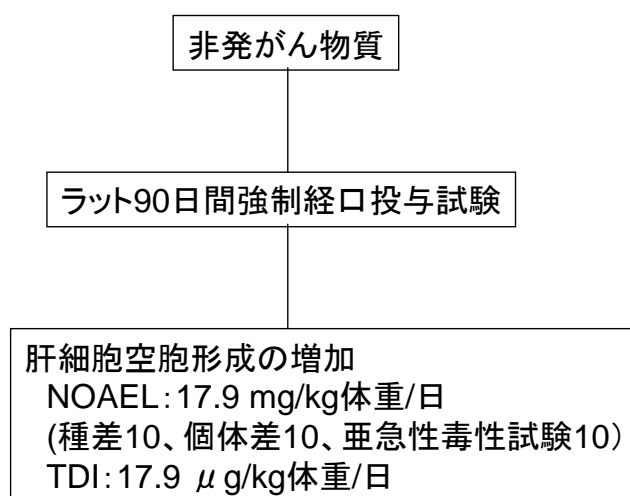 非発がん物質
ラット90日間強制経口投与試験
肝細胞空胞形成の増加
NOAEL：17.9 mg/kg体重/日
(種差10、個体差10、亜急性毒性試験10）
TDI：17.9 μg/kg体重/日